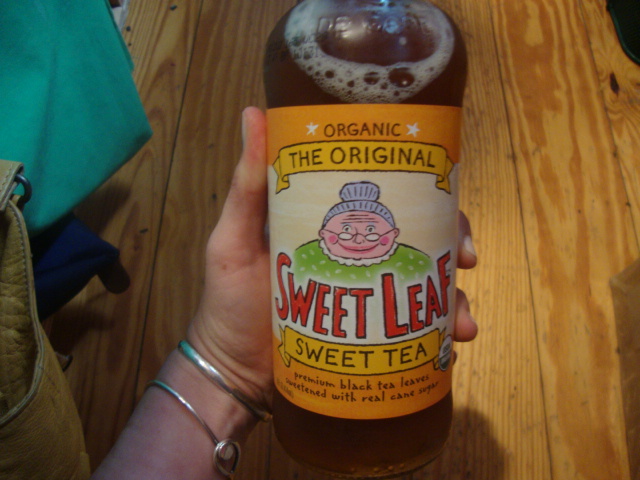 ORGANIC
THE ORIGINAL
SWEET LEAF
SWEET TEA
premium black tea leaves
sweetened with real cane sugar